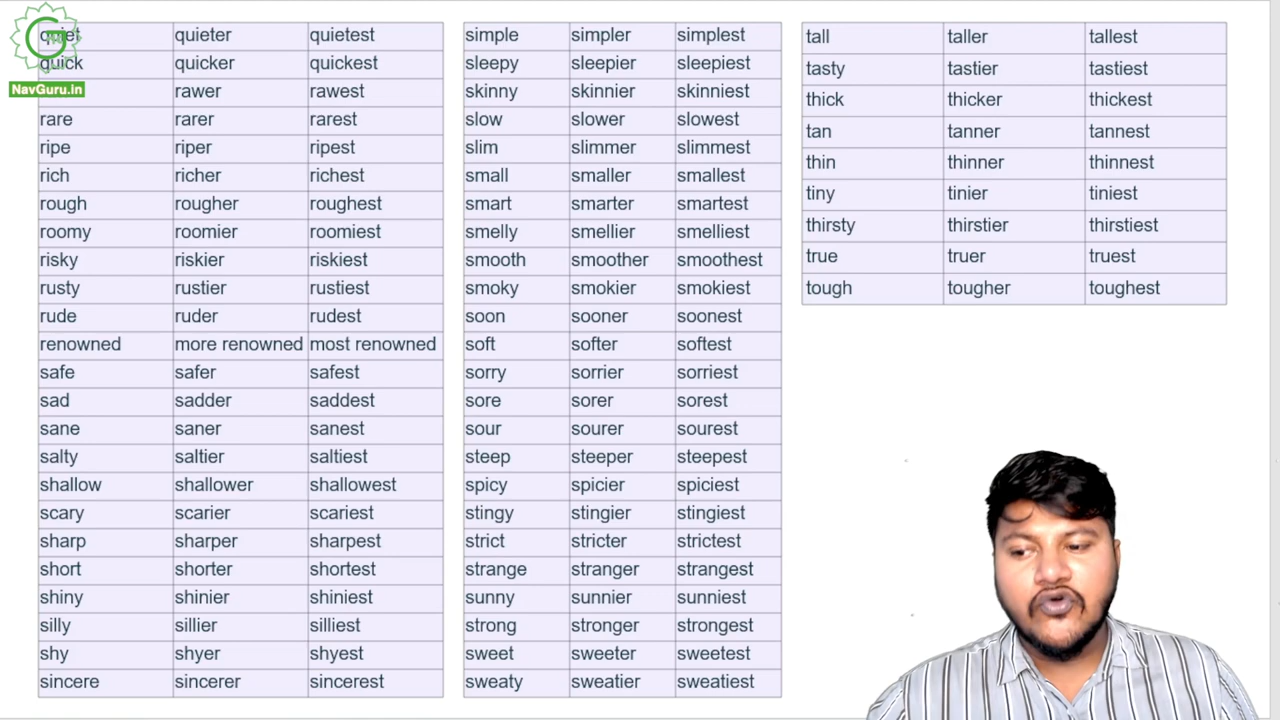 NavGuru.in
quiet quieter quietest
quick quicker quickest
rawer rawest
rare rarer rarest
ripe riper ripest
rich richer richest
rough rougher roughest
roomy roomier roomiest
risky riskier riskiest
rusty rustier rustiest
rude ruder rudest
renowned more renowned most renowned
safe safer safest
sad sadder saddest
sane saner sanest
salty saltier saltiest
shallow shallower shallowest
scary scarier scariest
sharp sharper sharpest
short shorter shortest
shiny shinier shiniest
silly sillier silliest
shy shyer shyest
sincere sincerer sincerest
simple simpler simplest
sleepy sleepier sleepiest
skinny skinnier skinniest
slow slower slowest
slim slimmer slimmest
small smaller smallest
smart smarter smartest
smelly smellier smelliest
smooth smoother smoothest
smoky smokier smokiest
soon sooner soonest
soft softer softest
sorry sorrier sorriest
sore sorer sorest
sour sourer sourest
steep steeper steepest
spicy spicier spiciest
stingy stingier stingiest
strict stricter strictest
strange stranger strangest
sunny sunnier sunniest
strong stronger strongest
sweet sweeter sweetest
sweaty sweatier sweatiest
tall taller tallest
tasty tastier tastiest
thick thicker thickest
tan tanner tannest
thin thinner thinnest
tiny tinier tiniest
thirsty thirstier thirstiest
true truer truest
tough tougher toughest